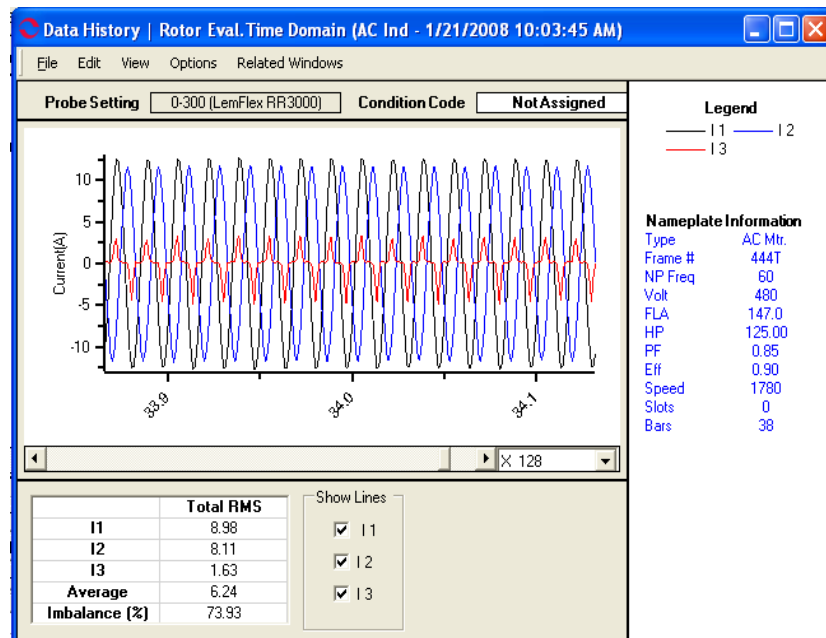 Data History | Rotor Eval. Time Domain (AC Ind - 1/21/2008 10:03:45 AM)
File Edit View Options Related Windows
Probe Setting 0-300 (LemFlex RR3000) Condition Code Not Assigned
Legend
I 1 I 2
I 3
Current(A)
10
5
0
-5
-10
33.9 34.0 34.1
X 128
Nameplate Information
Type AC Mtr.
Frame # 444T
NP Freq 60
Volt 480
FLA 147.0
HP 125.00
PF 0.85
Eff 0.90
Speed 1780
Slots 0
Bars 38
Total RMS
I1 8.98
I2 8.11
I3 1.63
Average 6.24
Imbalance (%) 73.93
Show Lines
I 1
I 2
I 3